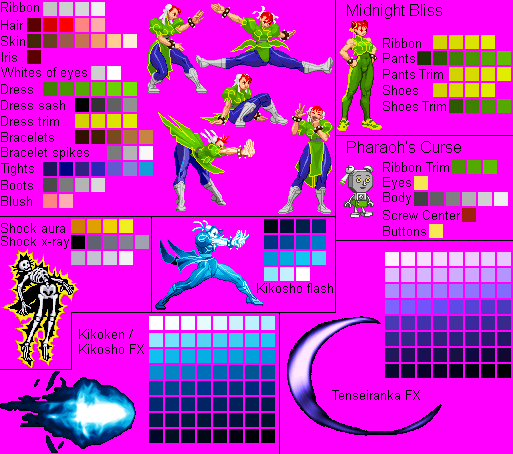 Ribbon
Hair
Skin
Iris
Whites of eyes
Dress
Dress sash
Dress trim
Bracelets
Bracelet spikes
Tights
Boots
Blush
Midnight Bliss
Ribbon
Pants
Pants Trim
Shoes
Shoes Trim
Pharaoh's Curse
Ribbon Trim
Eyes
Body
Screw Center
Buttons
Shock aura
Shock x-ray
Kikosho flash
Kikoken /
Kikosho FX
Tenseiranka FX